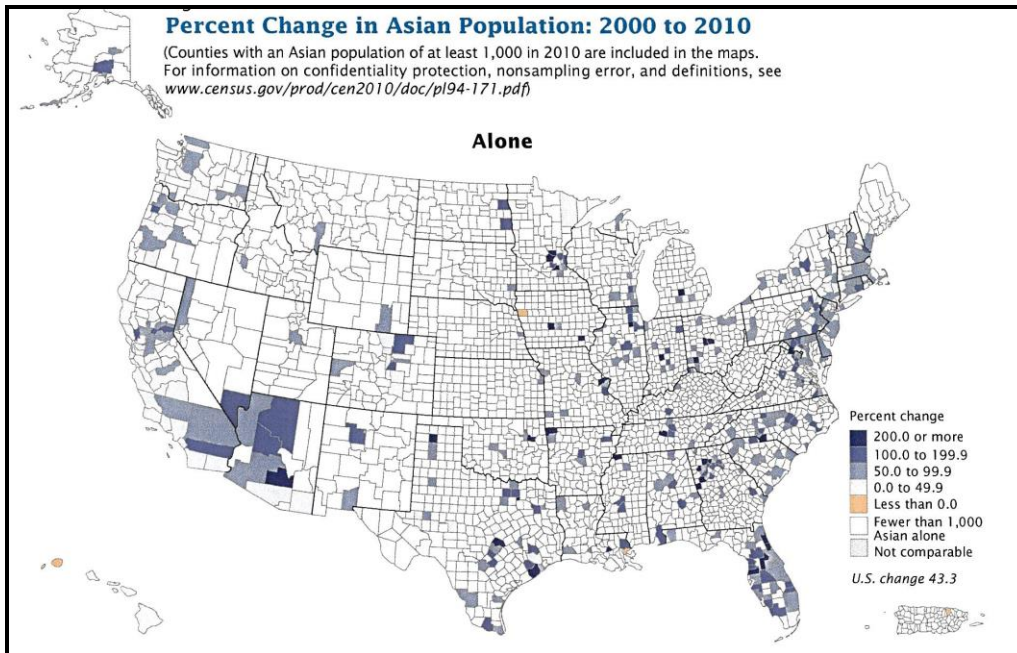 Percent Change in Asian Population: 2000 to 2010
(Counties with an Asian population of at least 1,000 in 2010 are included in the maps.
For information on confidentiality protection, nonsampling error, and definitions, see
www.census.gov/prod/cen2010/doc/pl94-171.pdf)
Alone
Percent change
200.0 or more
100.0 to 199.9
50.0 to 99.9
0.0 to 49.9
Less than 0.0
Fewer than 1,000
Asian alone
Not comparable
U.S. change 43.3